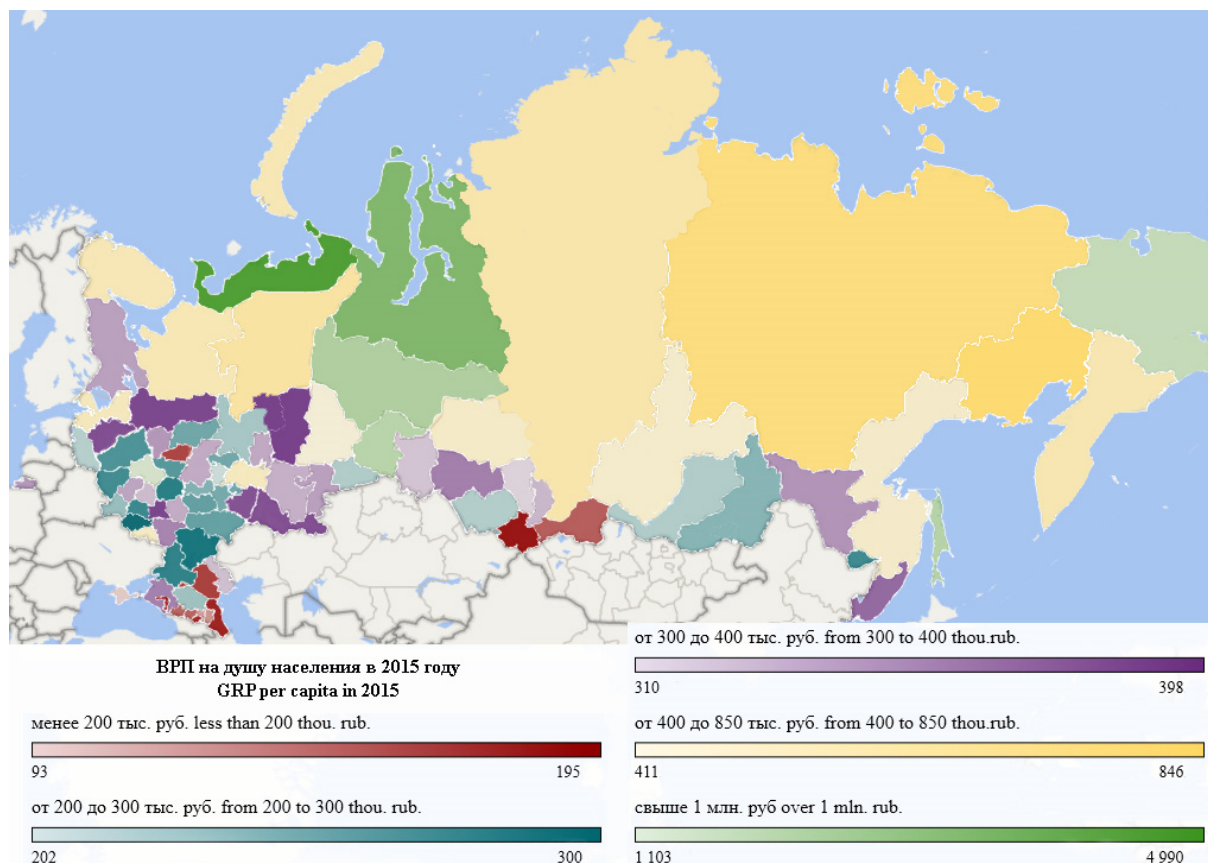 ВРП на душу населения в 2015 году
GRP per capita in 2015
менее 200 тыс. руб. less than 200 thou. rub.
93 195
от 200 до 300 тыс. руб. from 200 to 300 thou. rub.
202 300
от 300 до 400 тыс. руб. from 300 to 400 thou.rub.
310 398
от 400 до 850 тыс. руб. from 400 to 850 thou.rub.
411 846
свыше 1 млн. руб over 1 mln. rub.
1 103 4 990